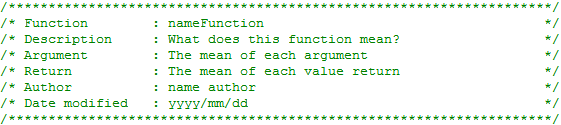 /********************************************************************/
/* Function     : nameFunction                                      */
/* Description  : What does this function mean?                     */
/* Argument     : The mean of each argument                         */
/* Return       : The mean of each value return                     */
/* Author       : name author                                       */
/* Date modified : yyyy/mm/dd                                       */
/********************************************************************/